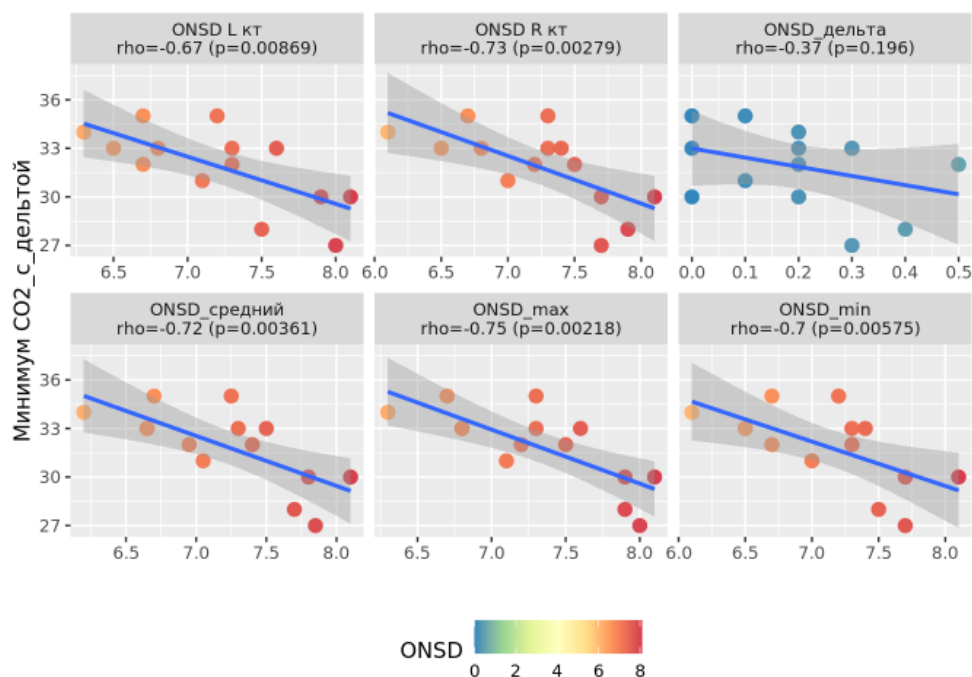 ONSD L кт
rho=-0.67 (p=0.00869)
ONSD R кт
rho=-0.73 (p=0.00279)
ONSD_дельта
rho=-0.37 (p=0.196)
Минимум CO2_ с_дельтой
36
33
30
27
6.5 7.0 7.5 8.0
6.0 6.5 7.0 7.5 8.0
0.0 0.1 0.2 0.3 0.4 0.5
ONSD_средний
rho=-0.72 (p=0.00361)
ONSD_max
rho=-0.75 (p=0.00218)
ONSD_min
rho=-0.7 (p=0.00575)
36
33
30
27
6.5 7.0 7.5 8.0
6.5 7.0 7.5 8.0
6.0 6.5 7.0 7.5 8.0
ONSD
0 2 4 6 8